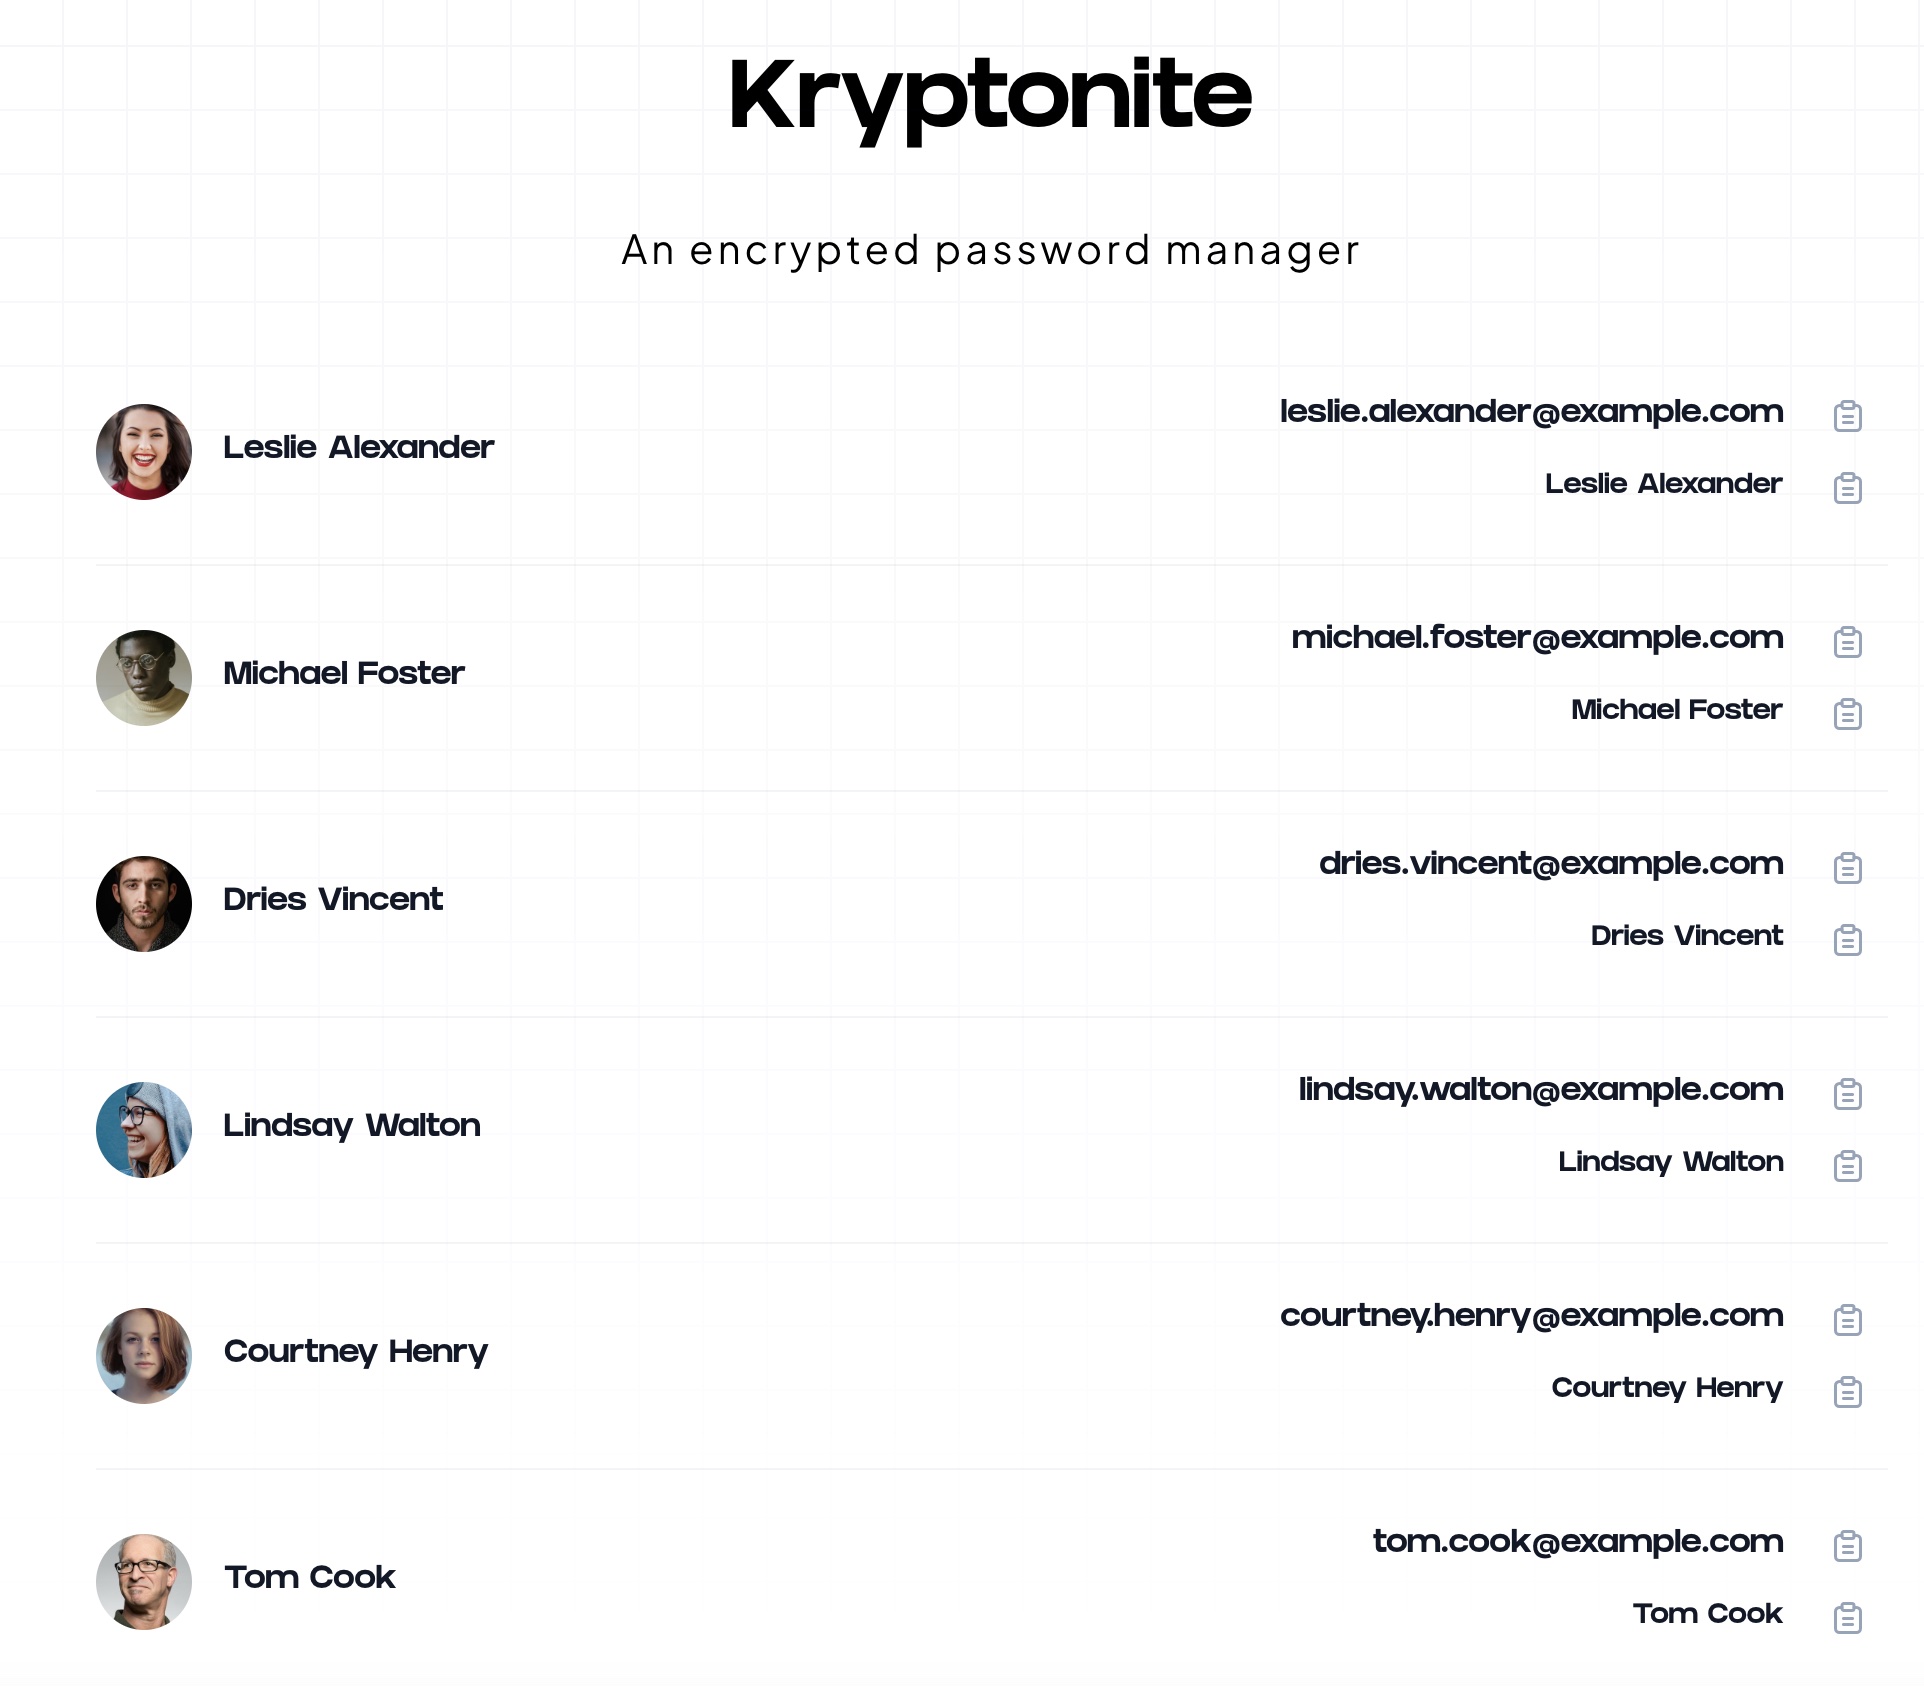 Kryptonite
An encrypted password manager
Leslie Alexander
leslie.alexander@example.com
Leslie Alexander
Michael Foster
michael.foster@example.com
Michael Foster
Dries Vincent
dries.vincent@example.com
Dries Vincent
Lindsay Walton
lindsay.walton@example.com
Lindsay Walton
Courtney Henry
courtney.henry@example.com
Courtney Henry
Tom Cook
tom.cook@example.com
Tom Cook